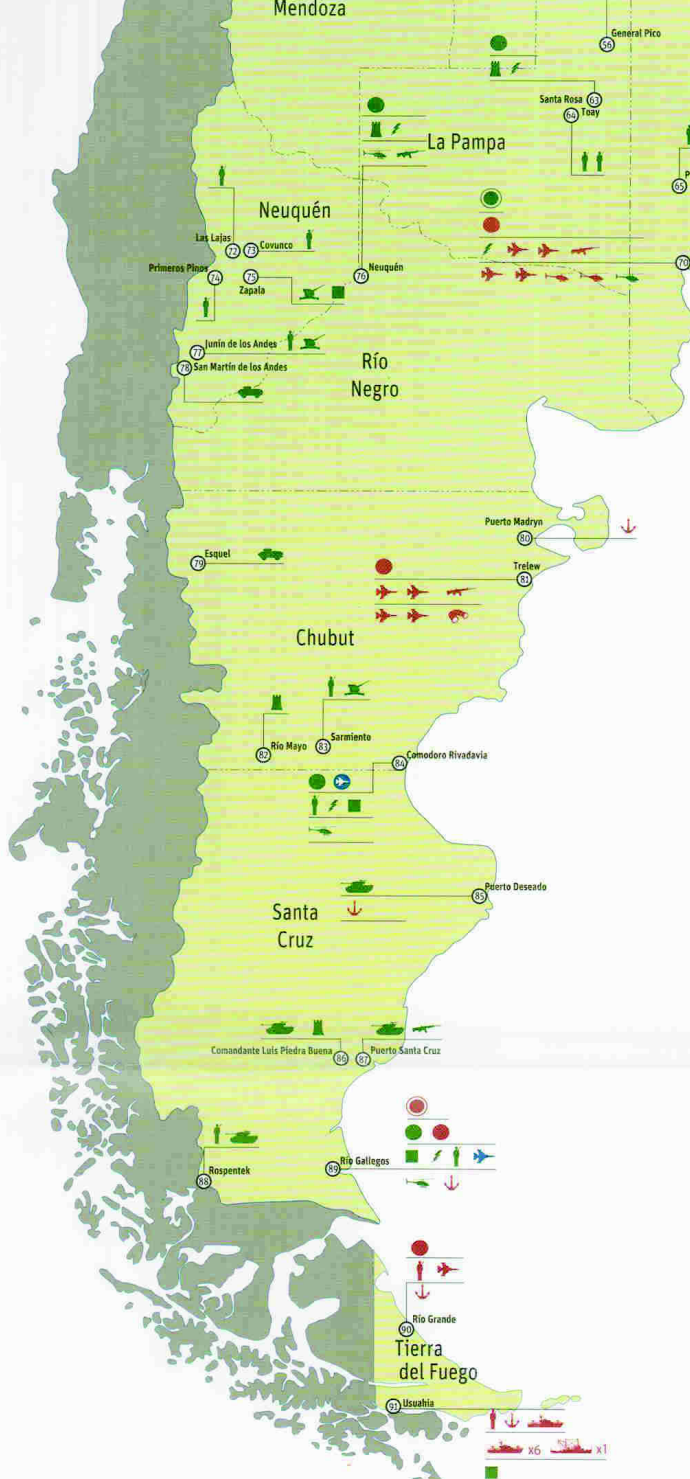 Mendoza
General Pico
56
Santa Rosa 63
64 Toay
La Pampa
65
P
Neuquén
Las Lajas
72 73 Covunco
Primeros Pinos
74 75
Zapala
76 Neuquén
70
77 Junín de los Andes
78 San Martín de los Andes
Río
Negro
Puerto Madryn
80
Esquel
79
Trelew
81
Chubut
82 Río Mayo
83 Sarmiento
Comodoro Rivadavia
84
Santa
Cruz
85 Puerto Deseado
Comandante Luis Piedra Buena 86
87 Puerto Santa Cruz
Rospentek
88
89 Río Gallegos
90 Río Grande
Tierra
del Fuego
91 Usuahia
x6 x1